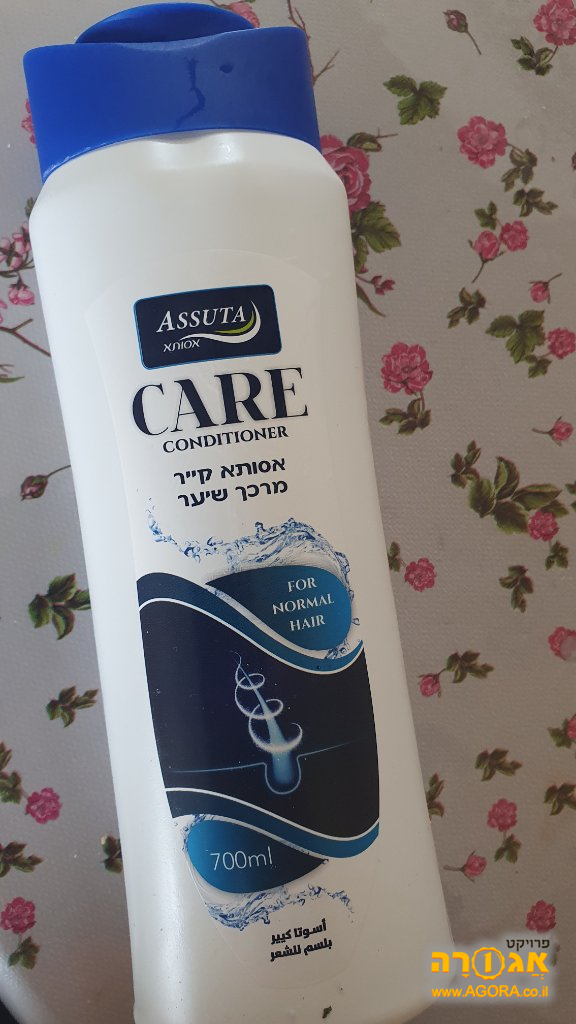 ASSUTA
אסותא
CARE
CONDITIONER
אסותא קייר
מרכך שיער
FOR
NORMAL
HAIR
700ml
أسوتا كيير
بلسم للشعر
פרויקט
אֲגוֹרָה
www.AGORA.co.il